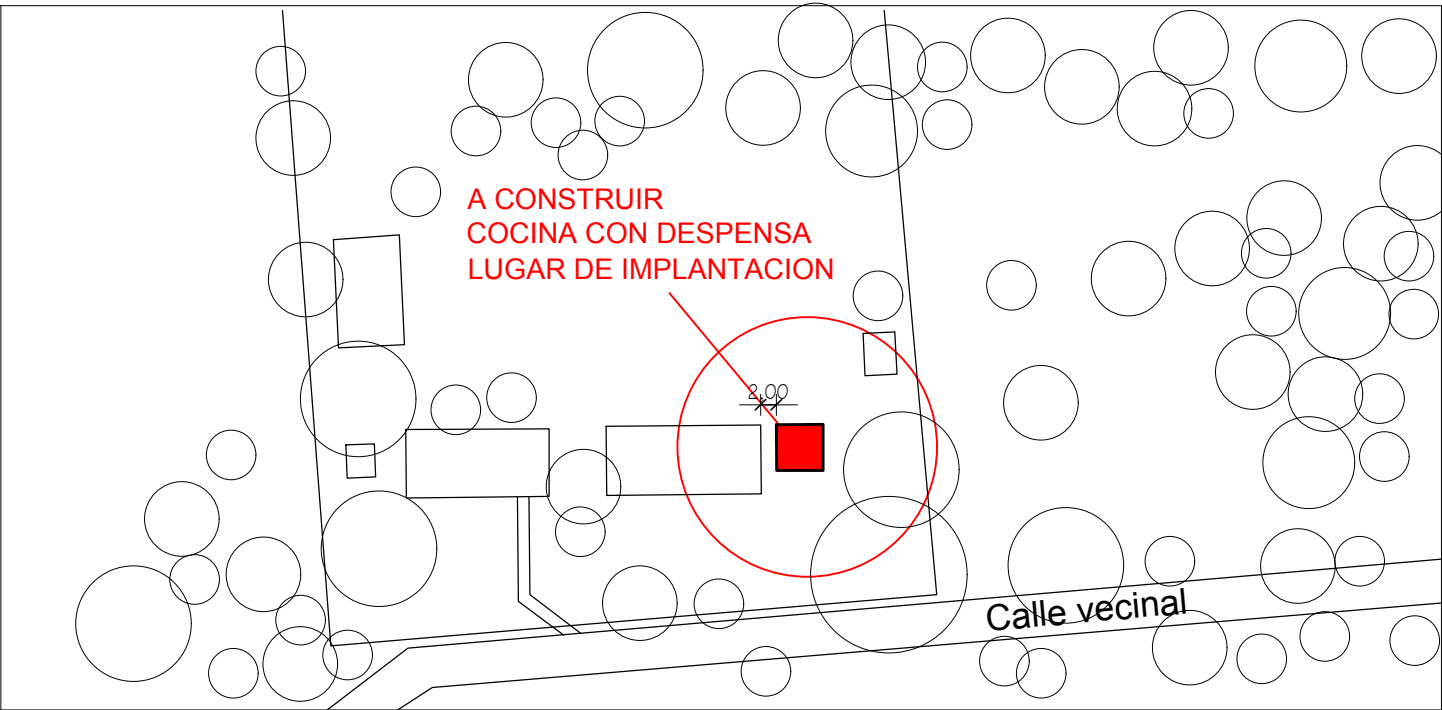 A CONSTRUIR
COCINA CON DESPENSA
LUGAR DE IMPLANTACION
2,00
Calle vecinal